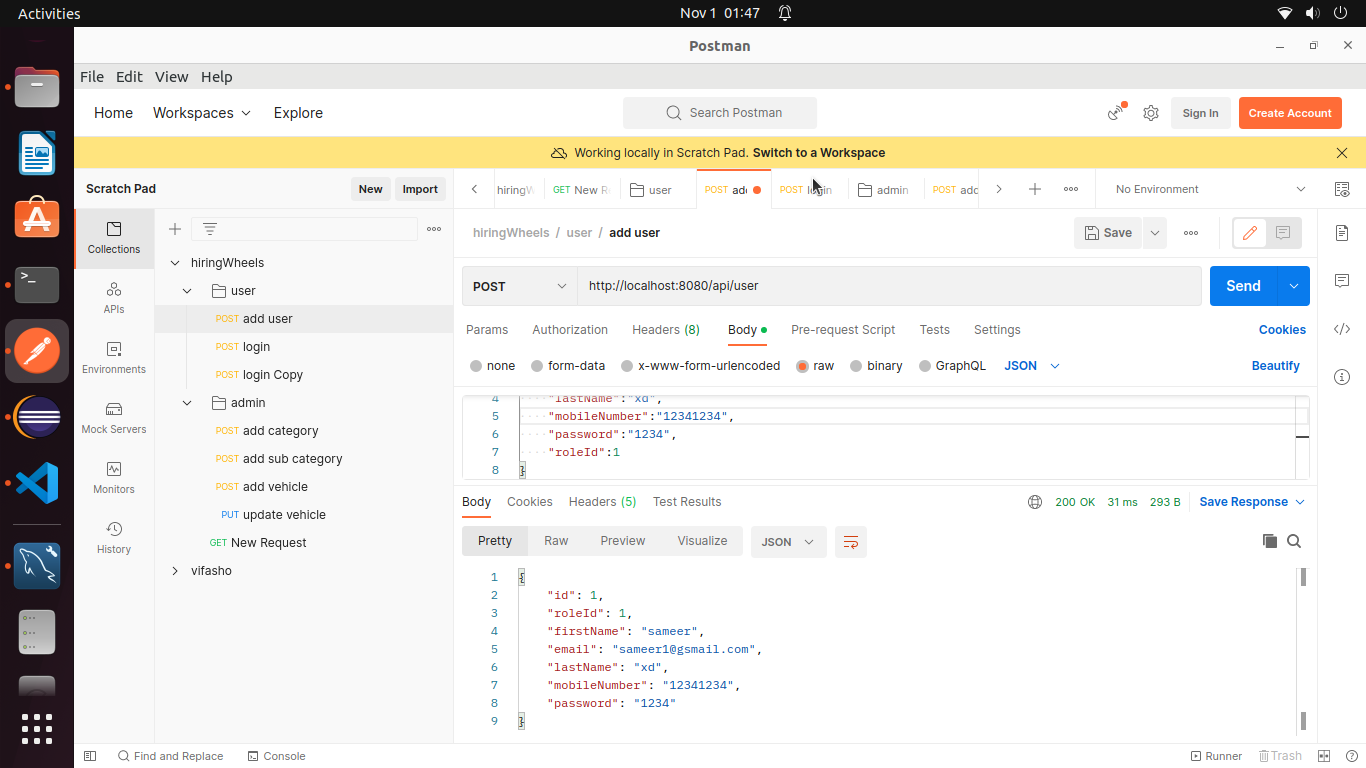 Activities
Nov 1 01:47
Postman
File Edit View Help
Home Workspaces Explore
Search Postman
Sign In
Create Account
Working locally in Scratch Pad. Switch to a Workspace
Scratch Pad
New
Import
GET New R
user
POST
POST
admin
POST add
No Environment
Collections
APIs
Environments
Mock Servers
Monitors
History
hiringWheels
user
POST add user
POST login
POST login Copy
admin
POST add category
POST add sub category
POST add vehicle
PUT update vehicle
GET New Request
vifasho
hiringWheels / user / add user
Save
POST
http://localhost:8080/api/user
Send
Params Authorization Headers (8) Body Pre-request Script Tests Settings
Cookies
none form-data x-www-form-urlencoded raw binary GraphQL JSON
Beautify
4 "lastName":"xd",
5 "mobileNumber":"12341234",
6 "password":"1234",
7 "roleId":1
8 }
Body Cookies Headers (5) Test Results
200 OK 31 ms 293 B Save Response
Pretty Raw Preview Visualize JSON
1 {
2 "id": 1,
3 "roleId": 1,
4 "firstName": "sameer",
5 "email": "sameer1@gsmail.com",
6 "lastName": "xd",
7 "mobileNumber": "12341234",
8 "password": "1234"
9 }
Find and Replace
Console
Runner
Trash